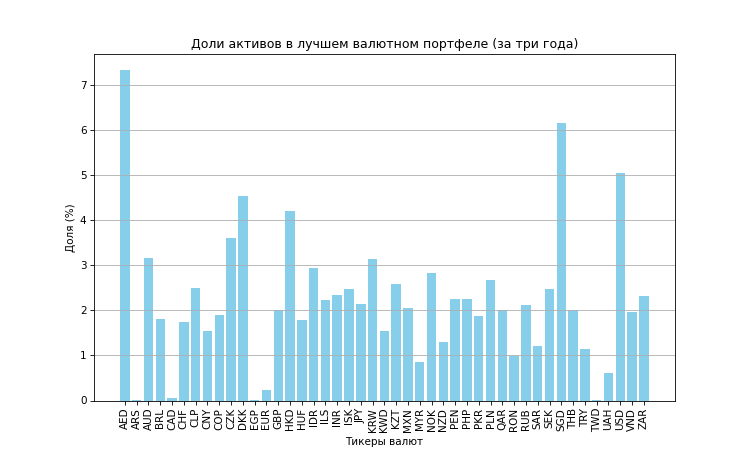 Доли активов в лучшем валютном портфеле (за три года)
Доля (%)
7
6
5
4
3
2
1
0
AED
ARS
AUD
BRL
CAD
CHF
CLP
CNY
COP
CZK
DKK
EGP
EUR
GBP
HKD
HUF
IDR
ILS
INR
ISK
JPY
KRW
KWD
KZT
MXN
MYR
NOK
NZD
PEN
PHP
PKR
PLN
QAR
RON
RUB
SAR
SEK
SGD
THB
TRY
TWD
UAH
USD
VND
ZAR
Тикеры валют